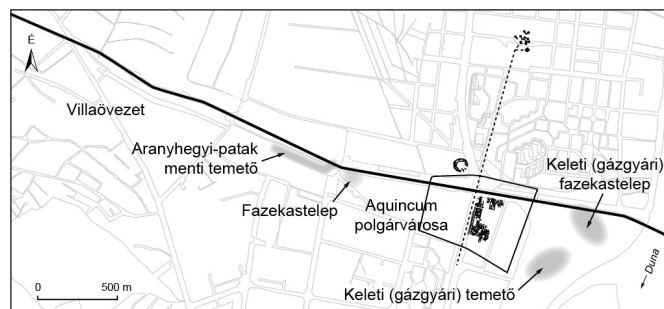 É
Villaövezet
Aranyhegyi-patak
menti temető
Fazekastelep
Aquincum
polgárvárosa
Keleti (gázgyári)
fazekastelep
Keleti (gázgyári) temető
Duna
0 500 m